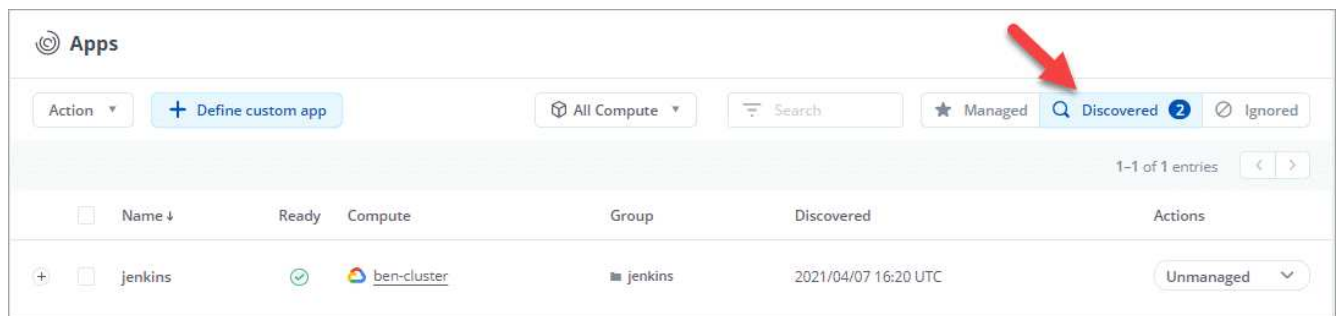 Apps
Action + Define custom app All Compute Search Managed Discovered 2 Ignored
1–1 of 1 entries < >
Name ↓ Ready Compute Group Discovered Actions
+ jenkins ben-cluster jenkins 2021/04/07 16:20 UTC Unmanaged